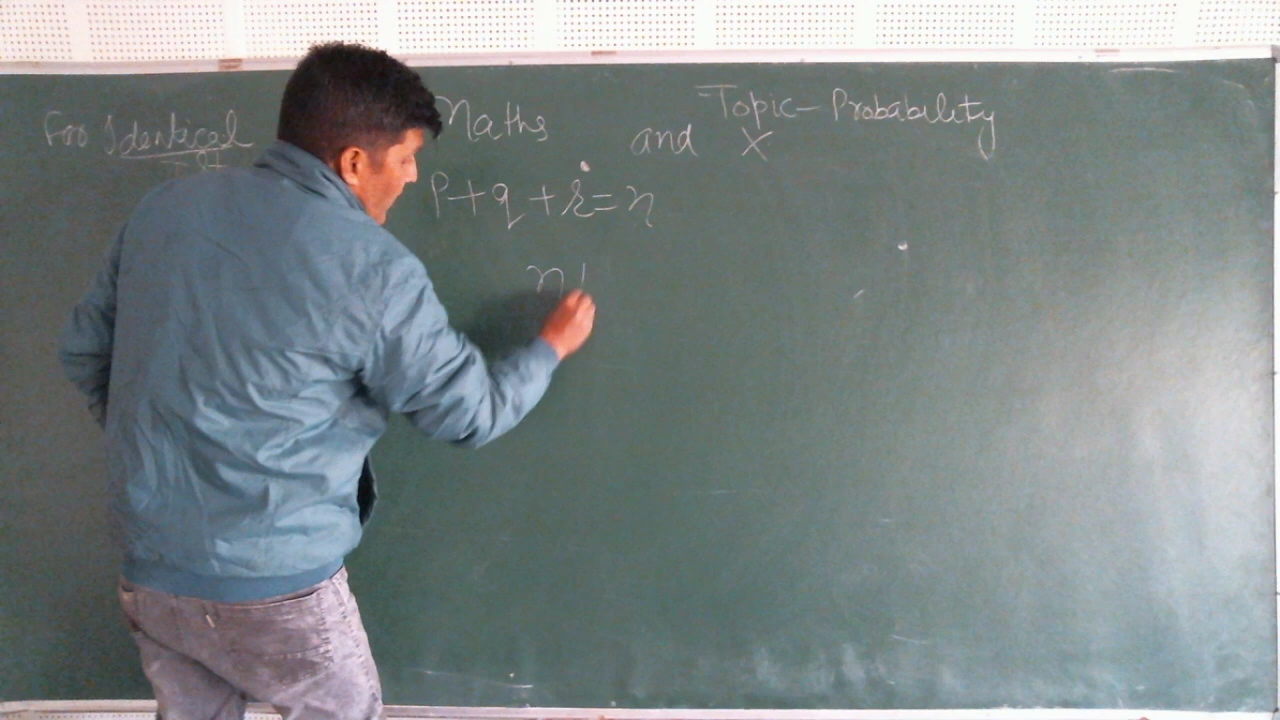 Maths
Topic - Probability
For Identical
and X
P+q+r=n
n!